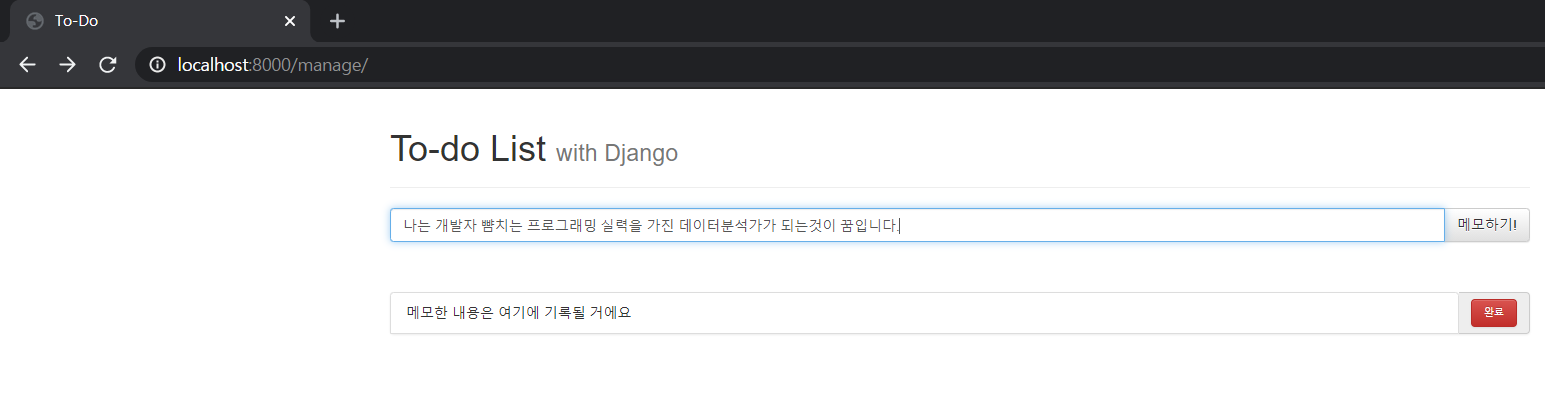 To-Do
localhost:8000/manage/
To-do List with Django
나는 개발자 뺨치는 프로그래밍 실력을 가진 데이터분석가가 되는것이 꿈입니다.
메모하기!
메모한 내용은 여기에 기록될 거에요
완료